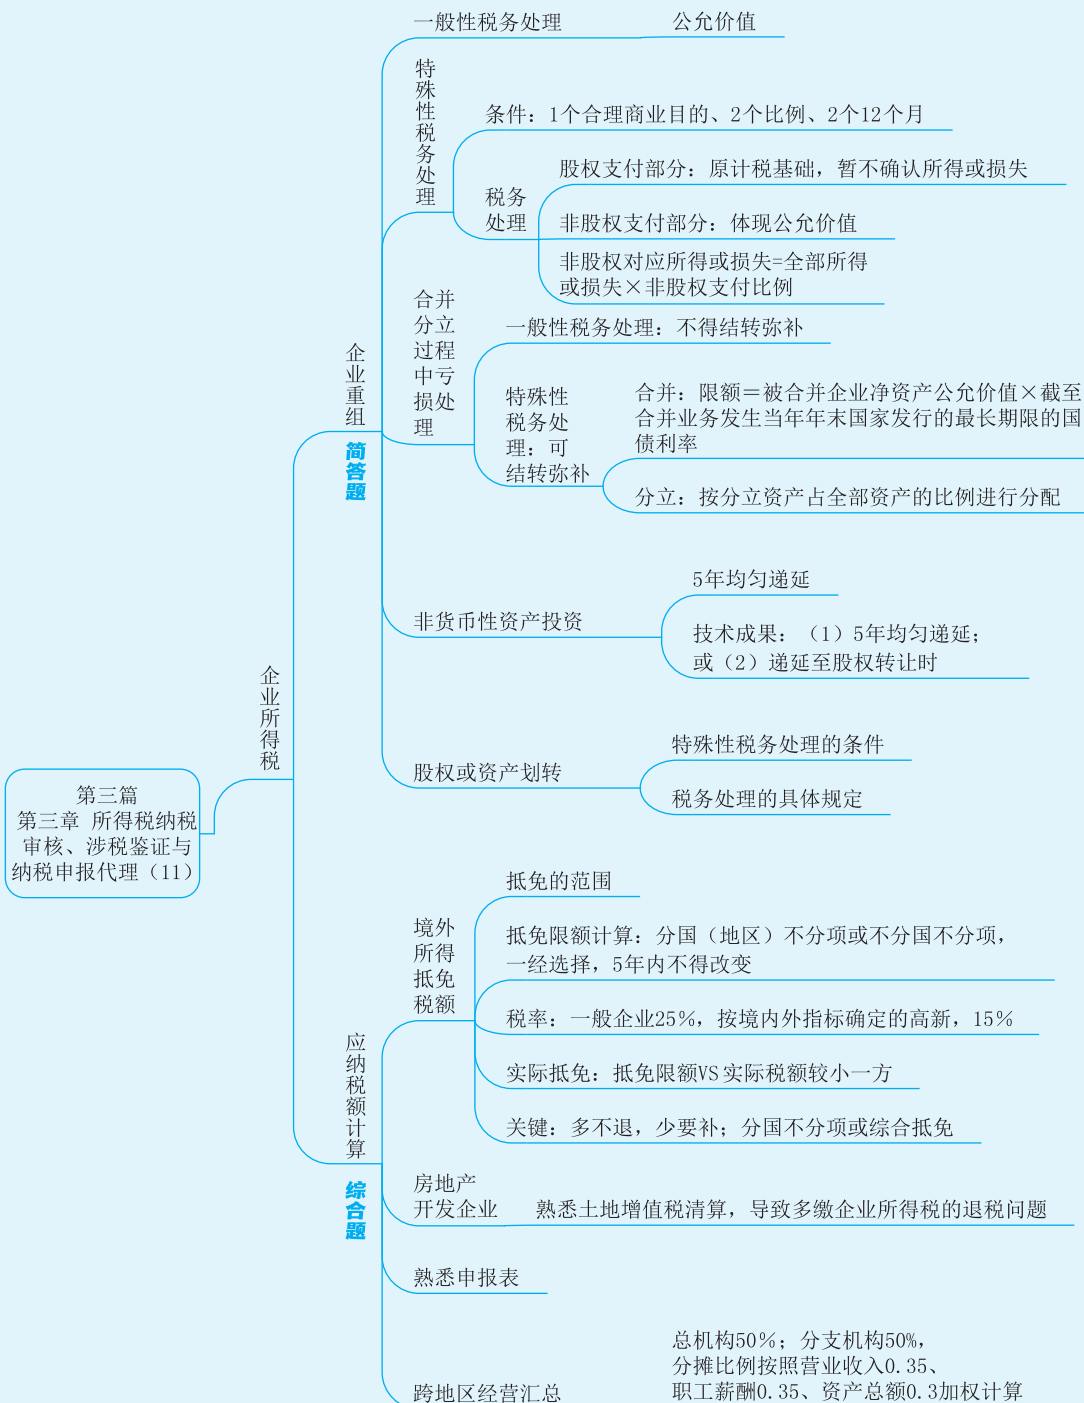 第三篇
第三章 所得税纳税
审核、涉税鉴证与
纳税申报代理（11）
企业所得税
企业重组
简答题
一般性税务处理
公允价值
特殊性税务处理
条件：1个合理商业目的、2个比例、2个12个月
税务
处理
股权支付部分：原计税基础，暂不确认所得或损失
非股权支付部分：体现公允价值
非股权对应所得或损失=全部所得
或损失×非股权支付比例
合并
分立
过程
中亏
损处
理
一般性税务处理：不得结转弥补
特殊性
税务处
理：可
结转弥补
合并：限额＝被合并企业净资产公允价值×截至
合并业务发生当年年末国家发行的最长期限的国
债利率
分立：按分立资产占全部资产的比例进行分配
非货币性资产投资
5年均匀递延
技术成果：（1）5年均匀递延；
或（2）递延至股权转让时
股权或资产划转
特殊性税务处理的条件
税务处理的具体规定
应纳税额计算
综合题
境外
所得
抵免
税额
抵免的范围
抵免限额计算：分国（地区）不分项或不分国不分项，
一经选择，5年内不得改变
税率：一般企业25%，按境内外指标确定的高新，15%
实际抵免：抵免限额VS实际税额较小一方
关键：多不退，少要补；分国不分项或综合抵免
房地产
开发企业
熟悉土地增值税清算，导致多缴企业所得税的退税问题
熟悉申报表
跨地区经营汇总
总机构50%；分支机构50%，
分摊比例按照营业收入0.35、
职工薪酬0.35、资产总额0.3加权计算